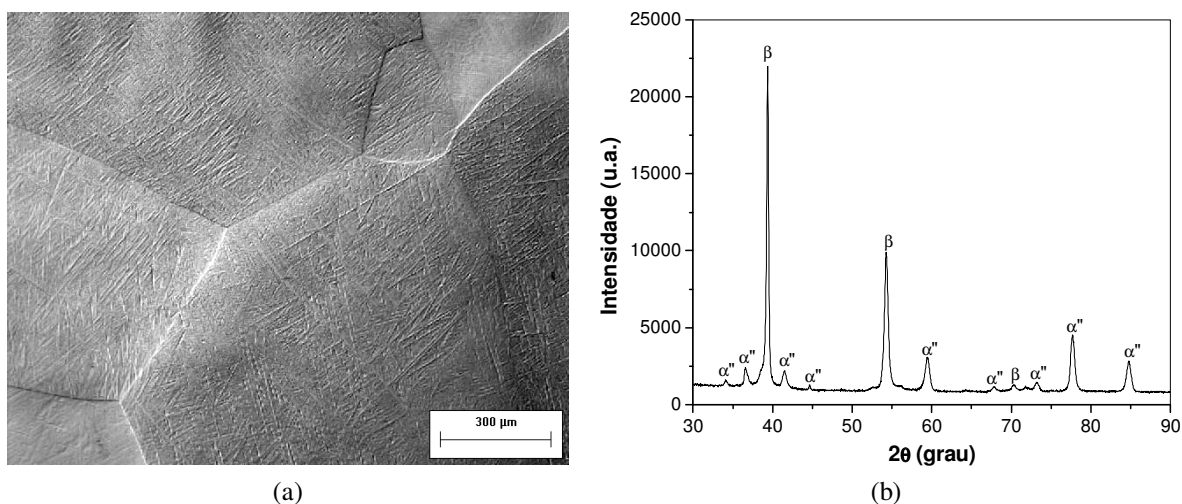 300 µm
(a)
25000
20000
15000
10000
5000
0
Intensidade (u.a.)
β
β
α"
α"
α"
α"
α"
α"
β
α"
α"
α"
30 40 50 60 70 80 90
2θ (grau)
(b)